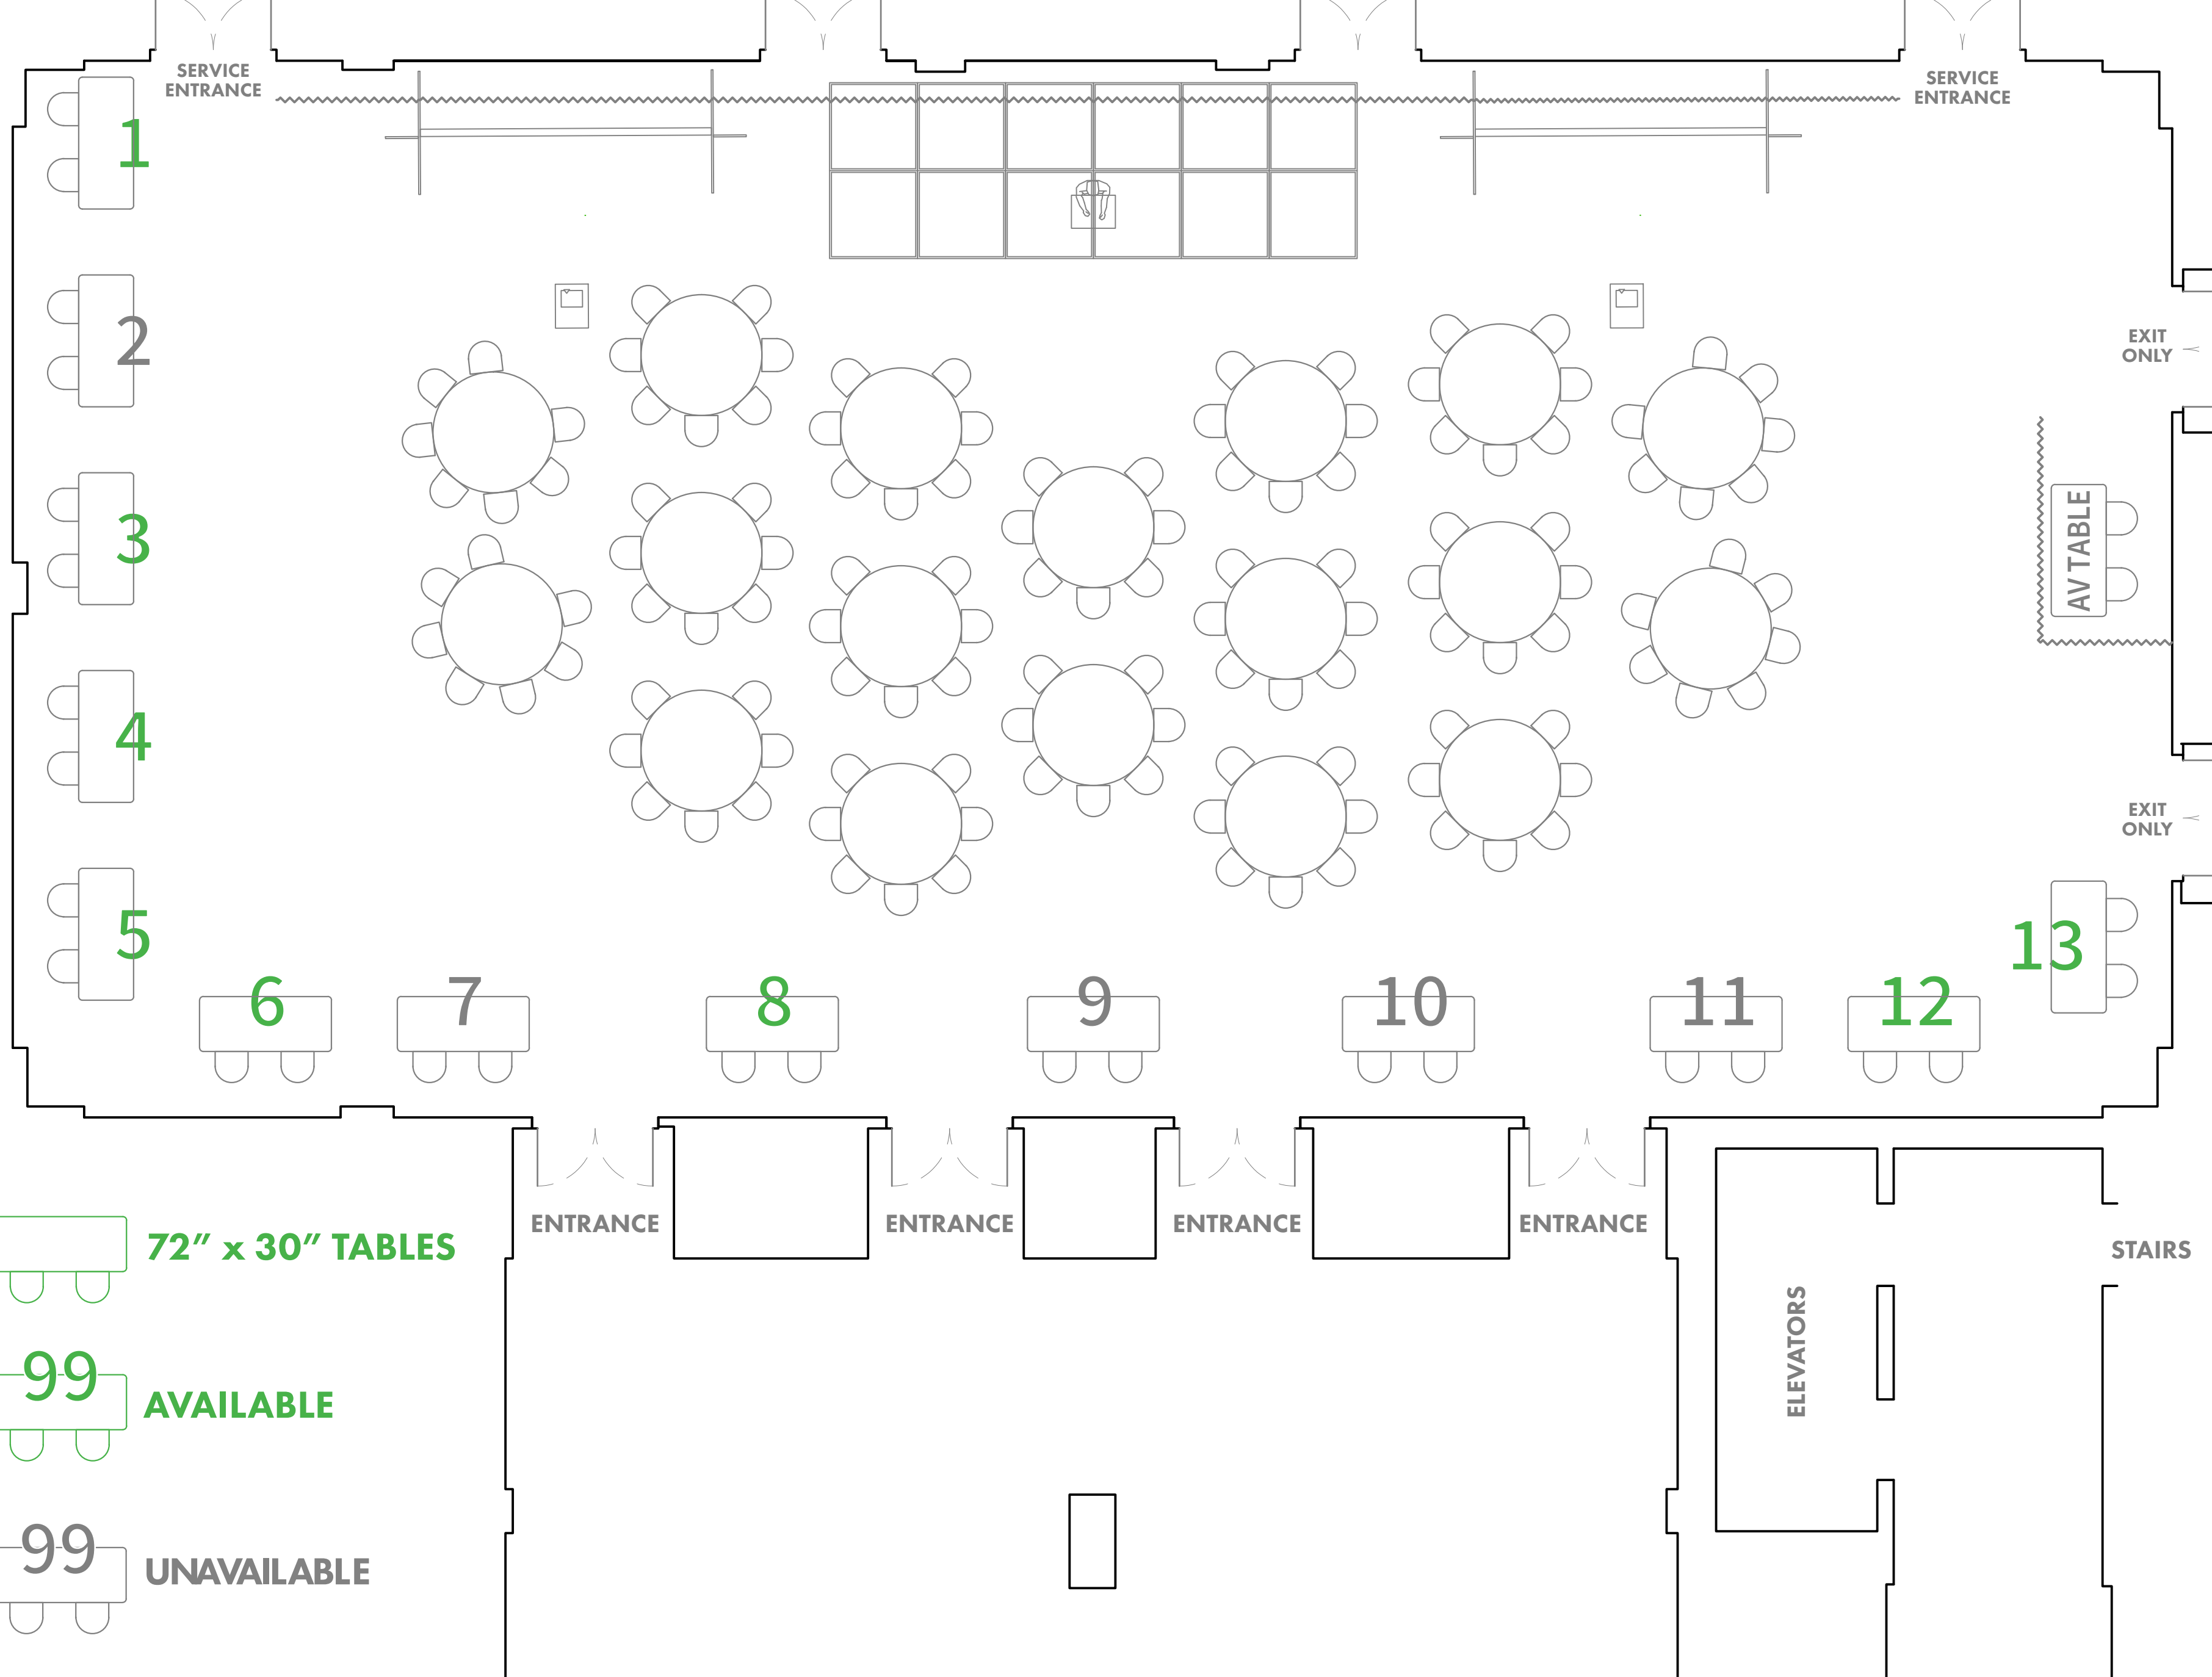 SERVICE
ENTRANCE
SERVICE
ENTRANCE
1
2
EXIT
ONLY
3
AV TABLE
4
EXIT
ONLY
5
13
6
7
8
9
10
11
12
ENTRANCE
ENTRANCE
ENTRANCE
ENTRANCE
72” x 30” TABLES
STAIRS
ELEVATORS
99
AVAILABLE
99
UNAVAILABLE